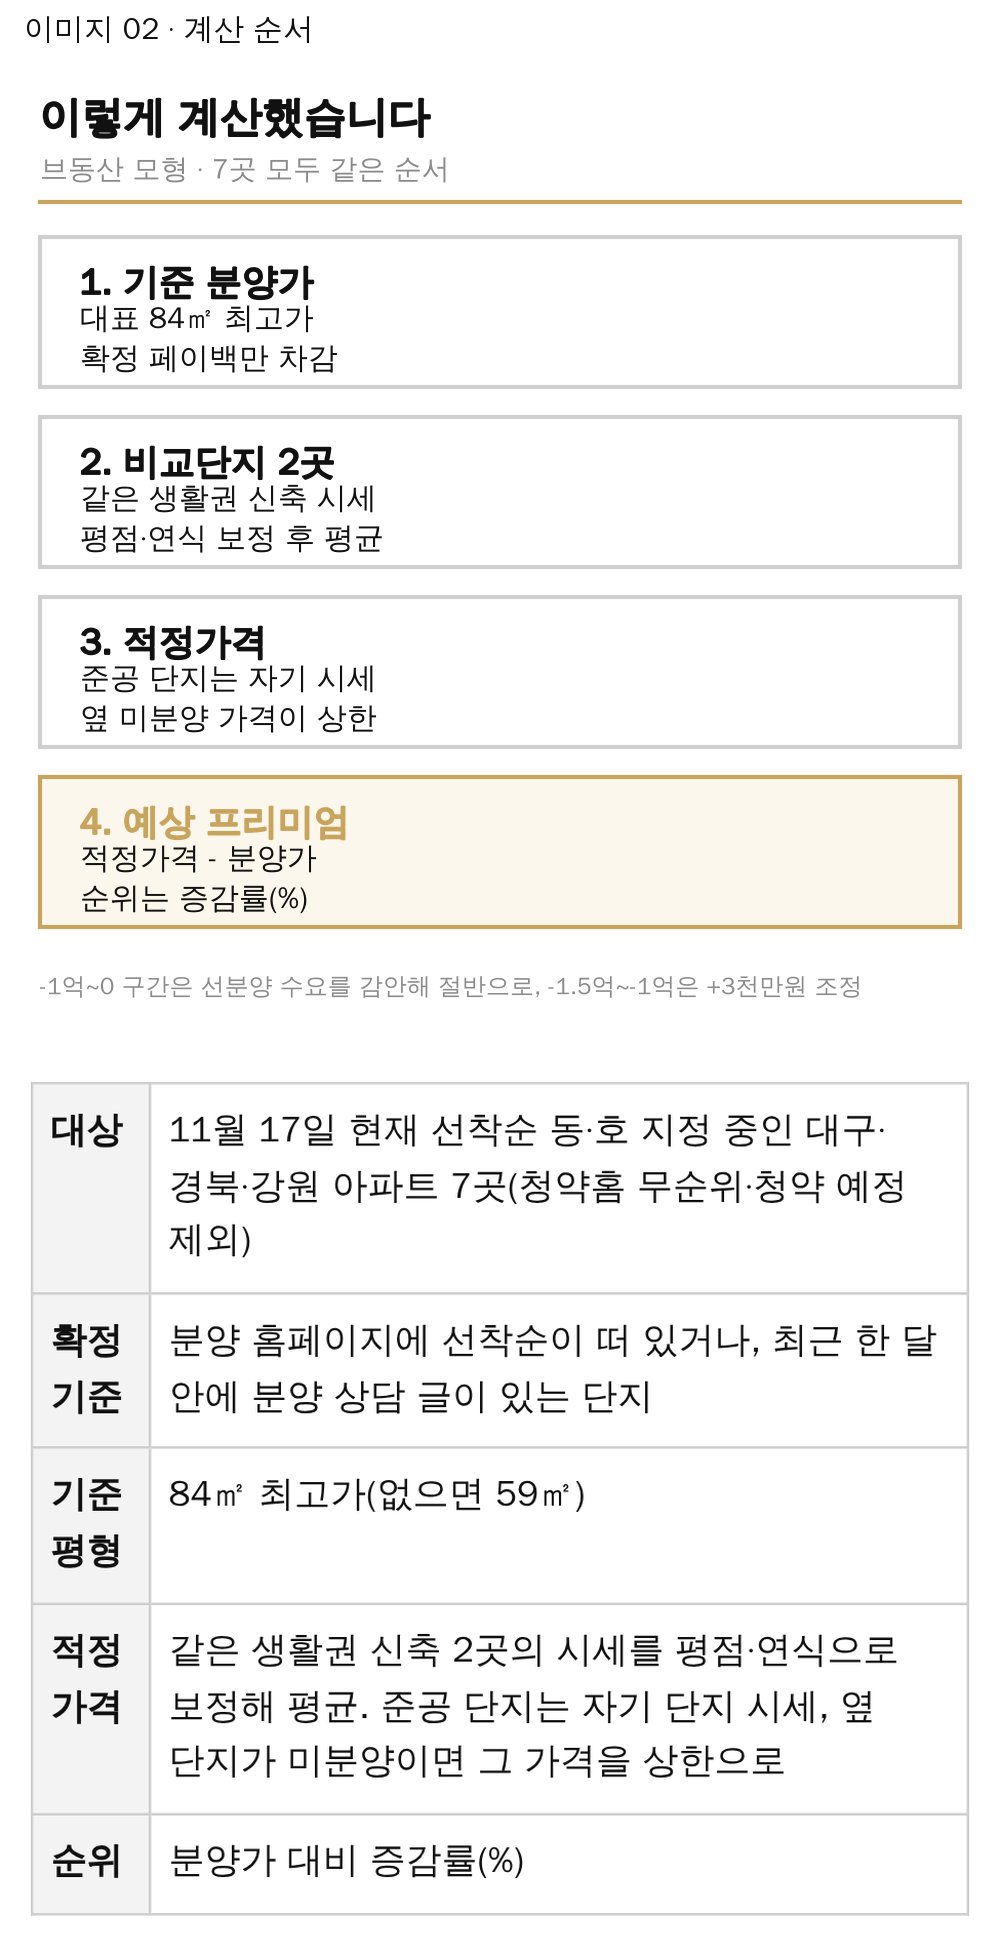 이미지 02 · 계산 순서
이렇게 계산했습니다
브동산 모형 · 7곳 모두 같은 순서
1. 기준 분양가
대표 84㎡ 최고가
확정 페이백만 차감
2. 비교단지 2곳
같은 생활권 신축 시세
평점·연식 보정 후 평균
3. 적정가격
준공 단지는 자기 시세
옆 미분양 가격이 상한
4. 예상 프리미엄
적정가격 - 분양가
순위는 증감률(%)
-1억~0 구간은 선분양 수요를 감안해 절반으로, -1.5억~-1억은 +3천만원 조정
대상
11월 17일 현재 선착순 동·호 지정 중인 대구·
경북·강원 아파트 7곳(청약홈 무순위·청약 예정
제외)
확정
기준
분양 홈페이지에 선착순이 떠 있거나, 최근 한 달
안에 분양 상담 글이 있는 단지
기준
평형
84㎡ 최고가(없으면 59㎡)
적정
가격
같은 생활권 신축 2곳의 시세를 평점·연식으로
보정해 평균. 준공 단지는 자기 단지 시세, 옆
단지가 미분양이면 그 가격을 상한으로
순위
분양가 대비 증감률(%)